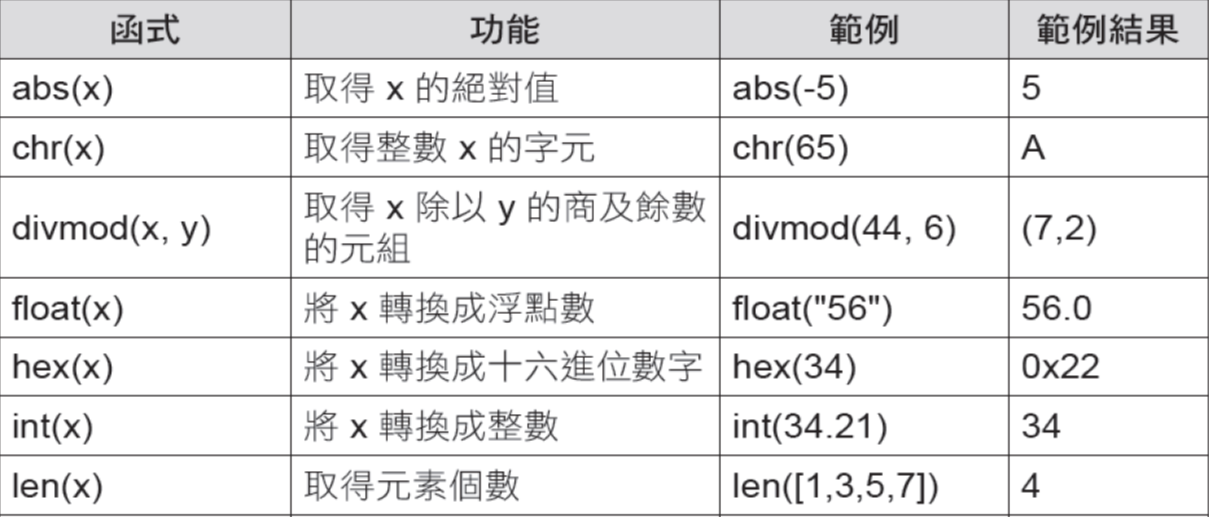 函式 功能 範例 範例結果
abs(x) 取得 x 的絕對值 abs(-5) 5
chr(x) 取得整數 x 的字元 chr(65) A
divmod(x, y) 取得 x 除以 y 的商及餘數 divmod(44, 6) (7,2)
的元組
float(x) 將 x 轉換成浮點數 float("56") 56.0
hex(x) 將 x 轉換成十六進位數字 hex(34) 0x22
int(x) 將 x 轉換成整數 int(34.21) 34
len(x) 取得元素個數 len([1,3,5,7]) 4